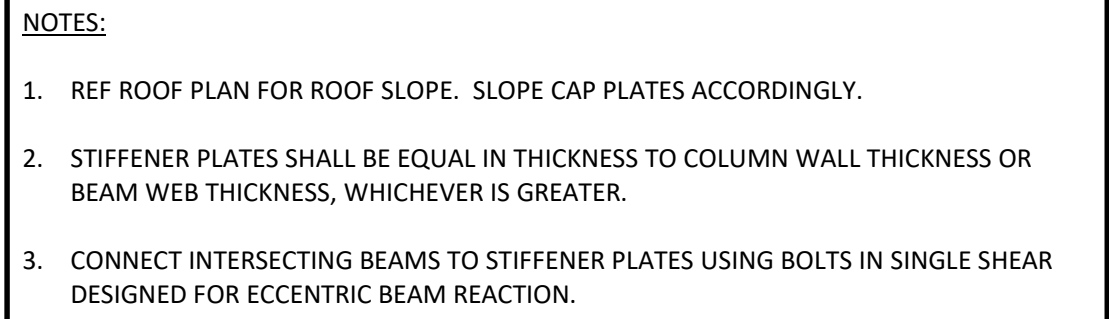 NOTES:
1. REF ROOF PLAN FOR ROOF SLOPE. SLOPE CAP PLATES ACCORDINGLY.
2. STIFFENER PLATES SHALL BE EQUAL IN THICKNESS TO COLUMN WALL THICKNESS OR
BEAM WEB THICKNESS, WHICHEVER IS GREATER.
3. CONNECT INTERSECTING BEAMS TO STIFFENER PLATES USING BOLTS IN SINGLE SHEAR
DESIGNED FOR ECCENTRIC BEAM REACTION.